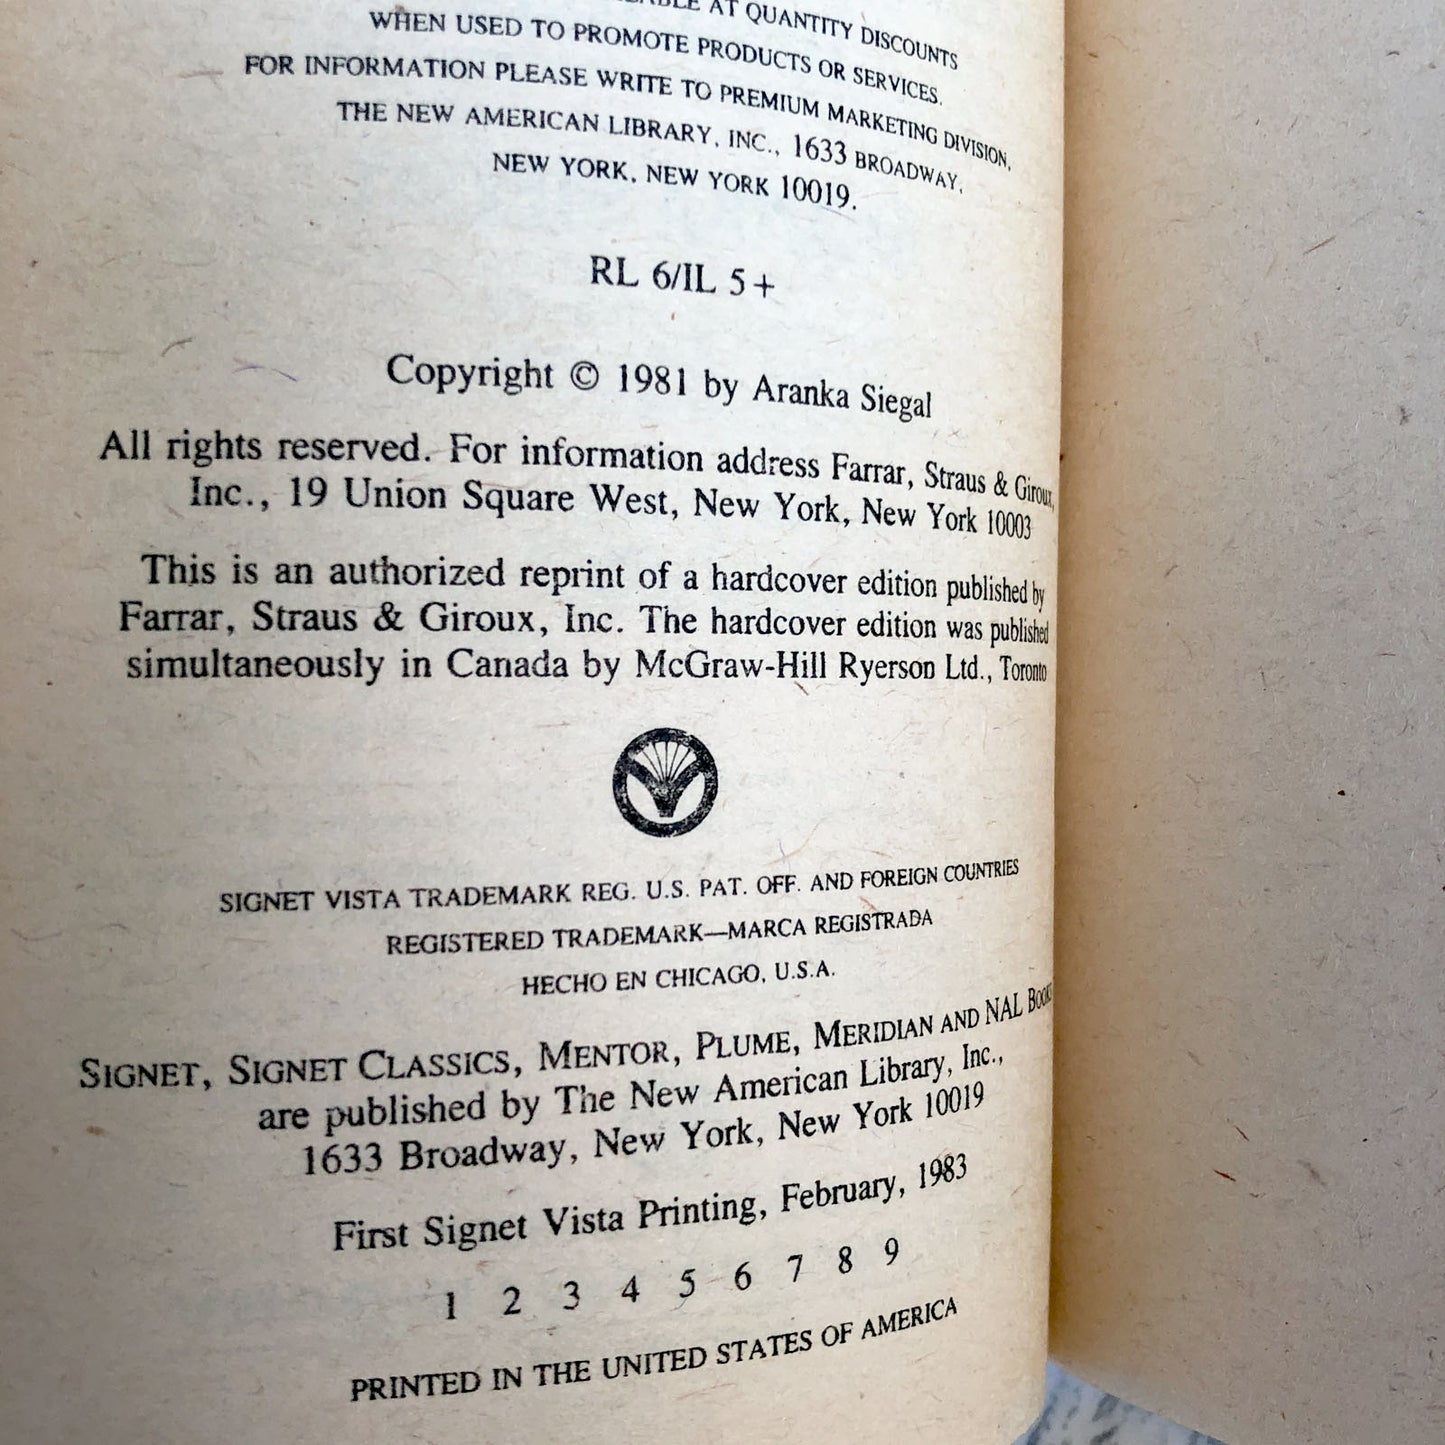 AT QUANTITY DISCOUNTS
WHEN USED TO PROMOTE PRODUCTS OR SERVICES.
FOR INFORMATION PLEASE WRITE TO PREMIUM MARKETING DIVISION,
THE NEW AMERICAN LIBRARY, INC., 1633 BROADWAY,
NEW YORK, NEW YORK 10019.
RL 6/IL 5+
Copyright © 1981 by Aranka Siegal
All rights reserved. For information address Farrar, Straus & Giroux,
Inc., 19 Union Square West, New York, New York 10003
This is an authorized reprint of a hardcover edition published by
Farrar, Straus & Giroux, Inc. The hardcover edition was published
simultaneously in Canada by McGraw-Hill Ryerson Ltd., Toronto
SIGNET VISTA TRADEMARK REG. U.S. PAT. OFF. AND FOREIGN COUNTRIES
REGISTERED TRADEMARK—MARCA REGISTRADA
HECHO EN CHICAGO, U.S.A.
SIGNET, SIGNET CLASSICS, MENTOR, PLUME, MERIDIAN AND NAL BOOKS
are published by The New American Library, Inc.,
1633 Broadway, New York, New York 10019
First Signet Vista Printing, February, 1983
1 2 3 4 5 6 7 8 9
PRINTED IN THE UNITED STATES OF AMERICA